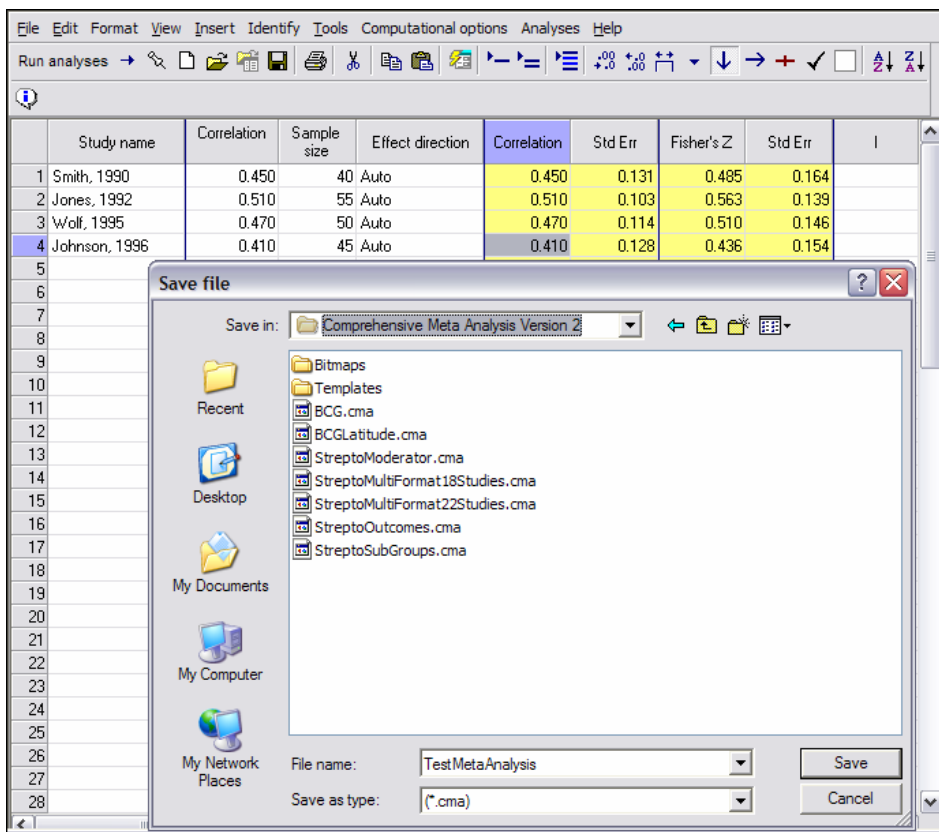 File Edit Format View Insert Identify Tools Computational options Analyses Help
Run analyses
Study name Correlation Sample size Effect direction Correlation Std Err Fisher's Z Std Err I
1 Smith, 1990 0.450 40 Auto 0.450 0.131 0.485 0.164
2 Jones, 1992 0.510 55 Auto 0.510 0.103 0.563 0.139
3 Wolf, 1995 0.470 50 Auto 0.470 0.114 0.510 0.146
4 Johnson, 1996 0.410 45 Auto 0.410 0.128 0.436 0.154
5
6
7
8
9
10
11
12
13
14
15
16
17
18
19
20
21
22
23
24
25
26
27
28
Save file
Save in: Comprehensive Meta Analysis Version 2
Recent
Desktop
My Documents
My Computer
My Network Places
Bitmaps
Templates
BCG.cma
BCGLatitude.cma
StreptoModerator.cma
StreptoMultiFormat18Studies.cma
StreptoMultiFormat22Studies.cma
StreptoOutcomes.cma
StreptoSubGroups.cma
File name: TestMetaAnalysis Save
Save as type: (*.cma) Cancel